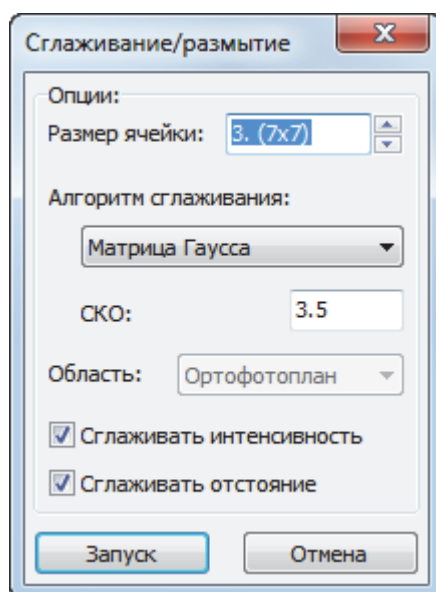 Сглаживание/размытие
Опции:
Размер ячейки: 3. (7x7)
Алгоритм сглаживания:
Матрица Гаусса
СКО: 3.5
Область: Ортофотоплан
Сглаживать интенсивность
Сглаживать отстояние
Запуск Отмена